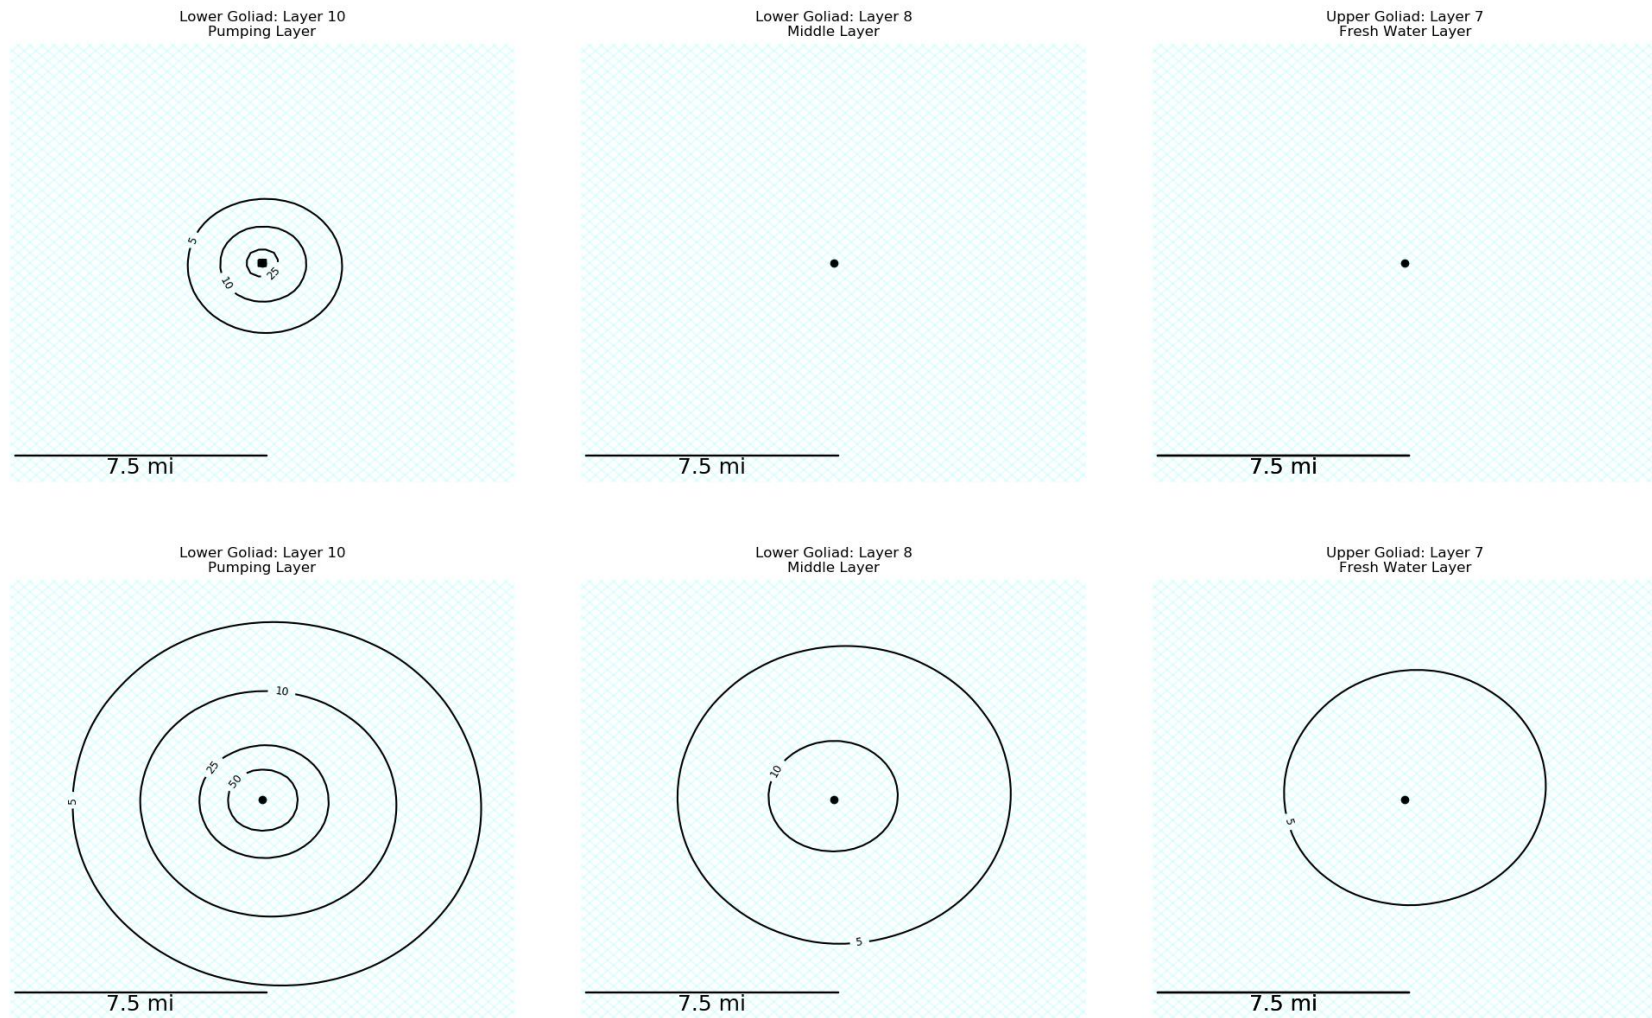 Lower Goliad: Layer 10
Pumping Layer
Lower Goliad: Layer 8
Middle Layer
Upper Goliad: Layer 7
Fresh Water Layer
5
10
25
7.5 mi
7.5 mi
7.5 mi
Lower Goliad: Layer 10
Pumping Layer
Lower Goliad: Layer 8
Middle Layer
Upper Goliad: Layer 7
Fresh Water Layer
10
25
50
5
10
5
5
7.5 mi
7.5 mi
7.5 mi